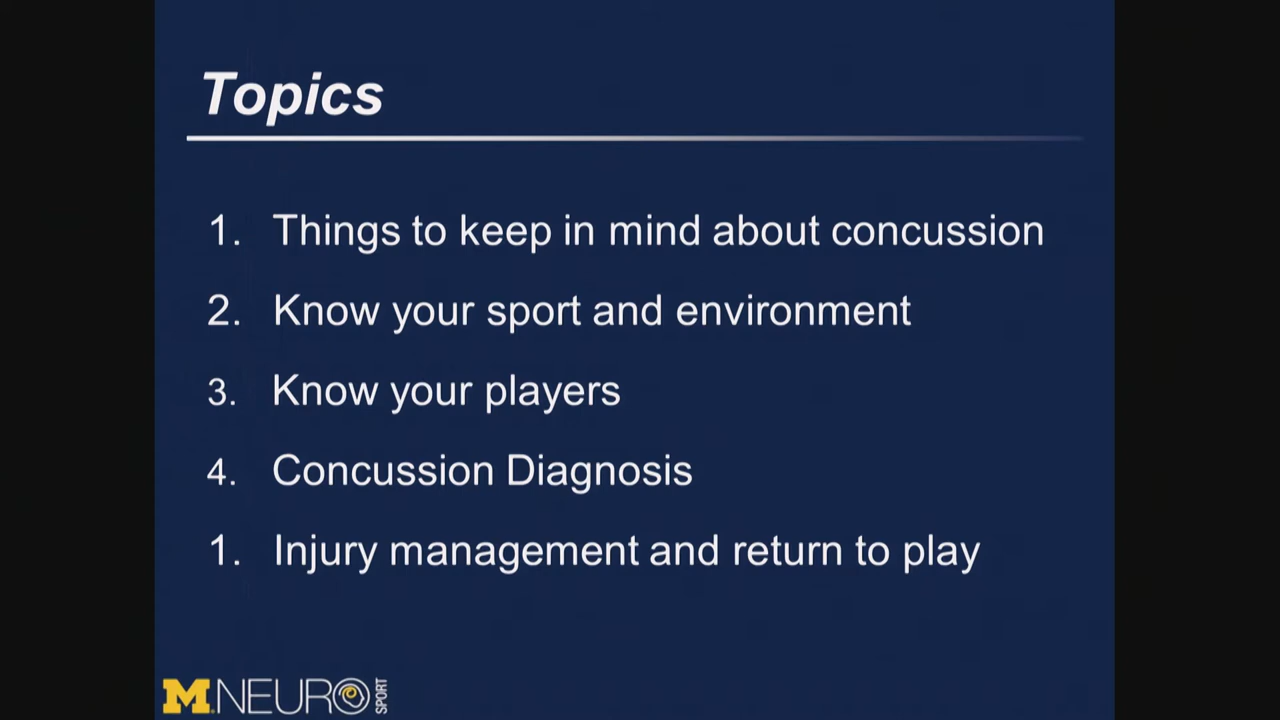 Topics
1. Things to keep in mind about concussion
2. Know your sport and environment
3. Know your players
4. Concussion Diagnosis
1. Injury management and return to play
M NEURO SPORT